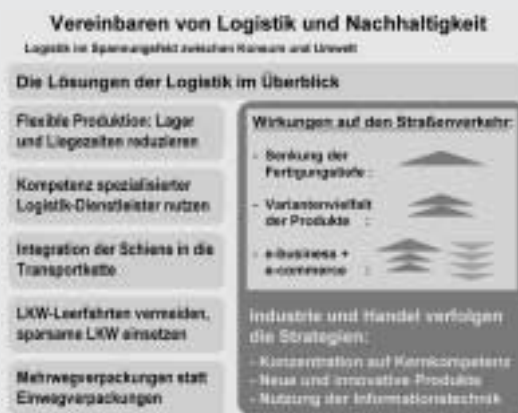 Vereinbaren von Logistik und Nachhaltigkeit
Logistik im Spannungsfeld zwischen Konsum und Umwelt
Die Lösungen der Logistik im Überblick
Flexible Produktion: Lager
und Liegezeiten reduzieren
Kompetenz spezialisierter
Logistik-Dienstleister nutzen
Integration der Schiene in die
Transportkette
LKW-Leerfahrten vermeiden,
sparsame LKW einsetzen
Mehrwegverpackungen statt
Einwegverpackungen
Wirkungen auf den Straßenverkehr:
- Senkung der
Fertigungstiefe :
- Variantenvielfalt
der Produkte :
- e-business +
e-commerce :
Industrie und Handel verfolgen
die Strategien:
- Konzentration auf Kernkompetenz
- Neue und innovative Produkte
- Nutzung der Informationstechnik